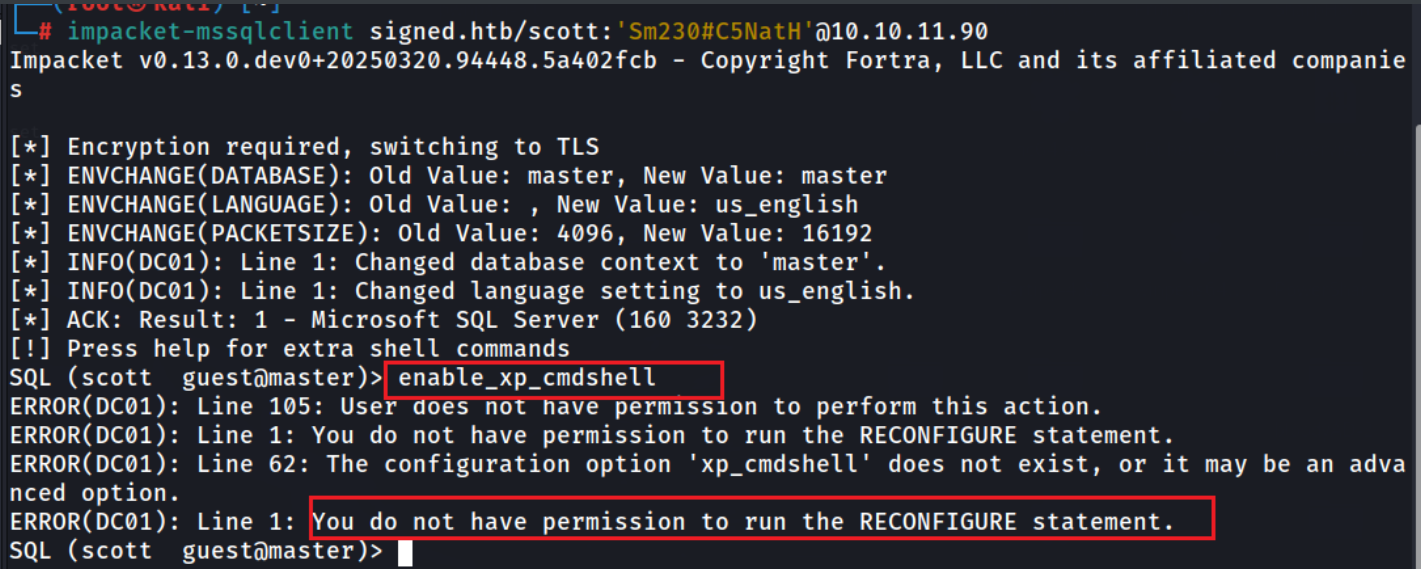 ┌──(root㉿kali)-[~]
└─# impacket-mssqlclient signed.htb/scott:'Sm230#C5NatH'@10.10.11.90
Impacket v0.13.0.dev0+20250320.94448.5a402fcb - Copyright Fortra, LLC and its affiliated companie
s
[*] Encryption required, switching to TLS
[*] ENVCHANGE(DATABASE): Old Value: master, New Value: master
[*] ENVCHANGE(LANGUAGE): Old Value: , New Value: us_english
[*] ENVCHANGE(PACKETSIZE): Old Value: 4096, New Value: 16192
[*] INFO(DC01): Line 1: Changed database context to 'master'.
[*] INFO(DC01): Line 1: Changed language setting to us_english.
[*] ACK: Result: 1 - Microsoft SQL Server (160 3232)
[!] Press help for extra shell commands
SQL (scott  guest@master)> enable_xp_cmdshell
ERROR(DC01): Line 105: User does not have permission to perform this action.
ERROR(DC01): Line 1: You do not have permission to run the RECONFIGURE statement.
ERROR(DC01): Line 62: The configuration option 'xp_cmdshell' does not exist, or it may be an adva
nced option.
ERROR(DC01): Line 1: You do not have permission to run the RECONFIGURE statement.
SQL (scott  guest@master)>